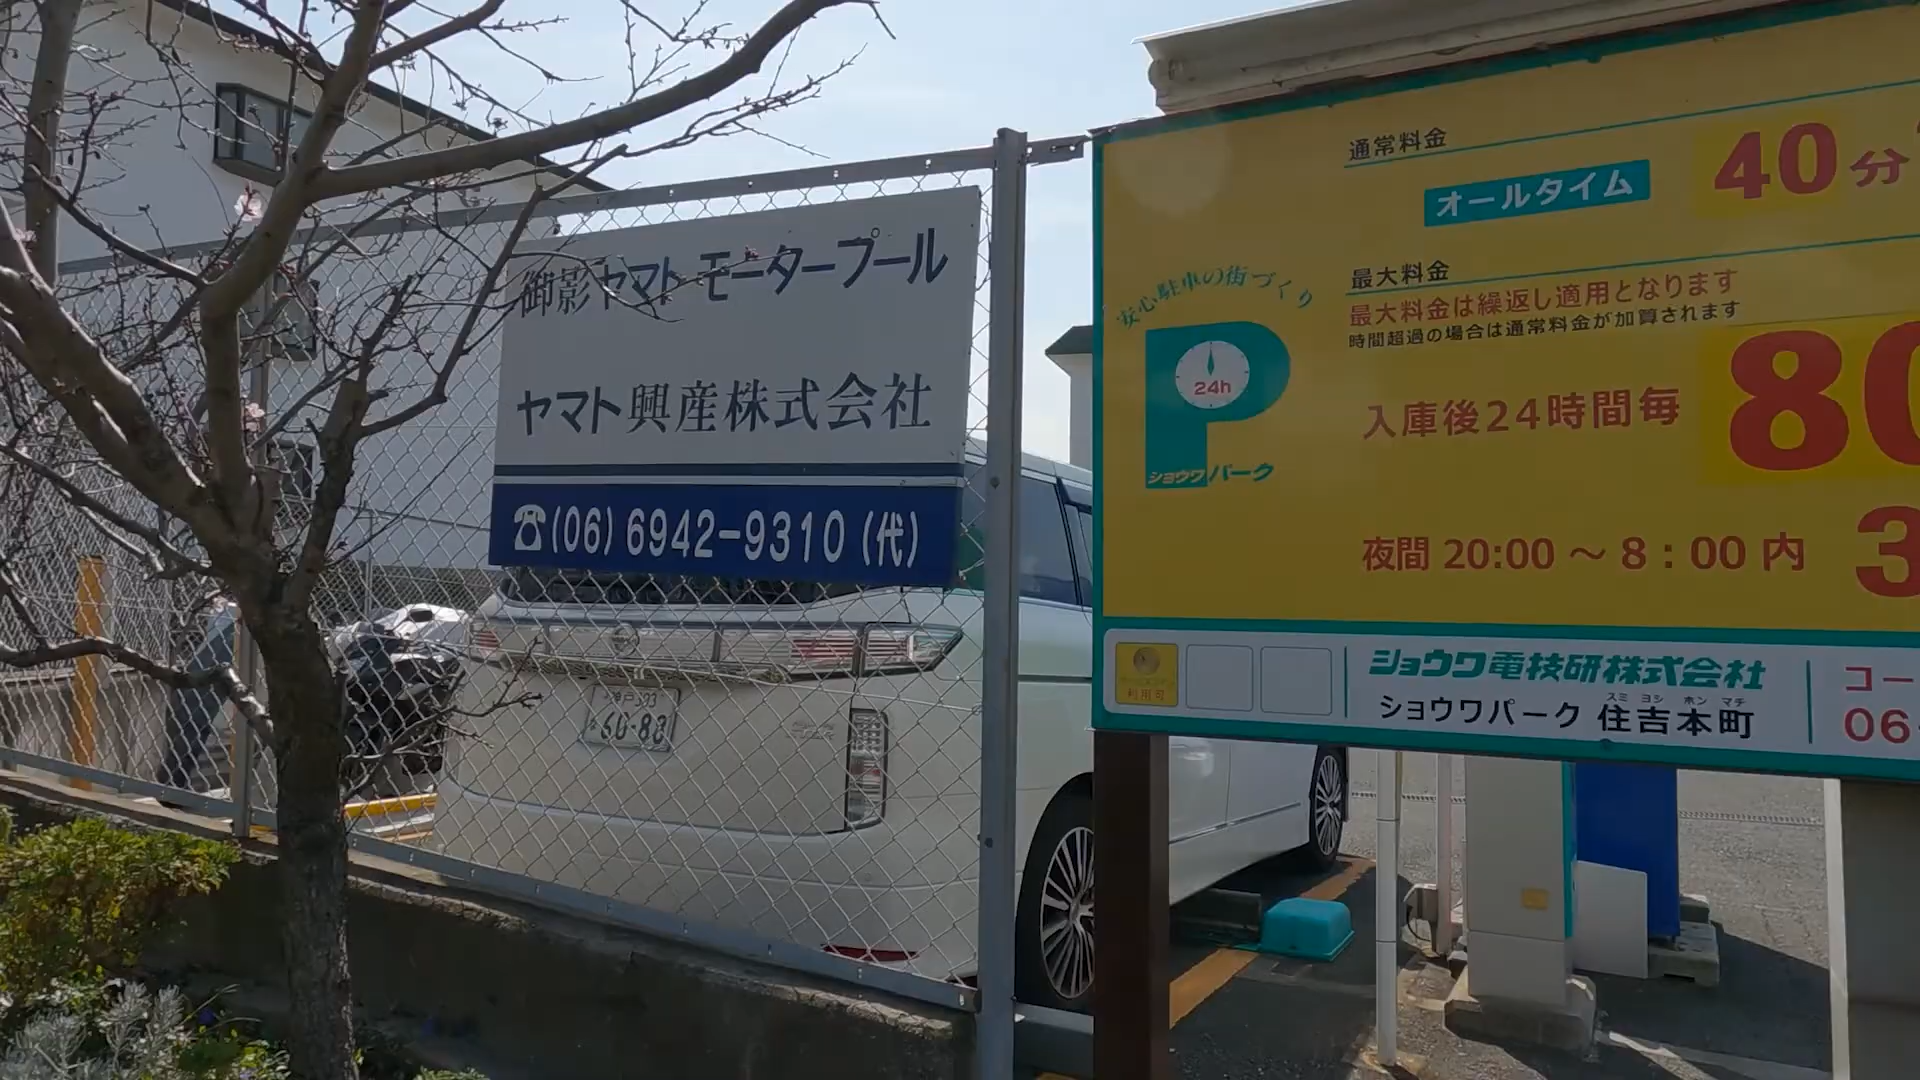 御影ヤマト モータープール
ヤマト興産株式会社
☎(06) 6942-9310 (代)
神戸 393
通常料金
オールタイム
40分
最大料金
最大料金は繰返し適用となります
時間超過の場合は通常料金が加算されます
入庫後24時間毎
夜間 20:00 ～ 8:00 内
安心駐車の街づくり
24h
ショウワパーク
利用可
ショウワ電技研株式会社
スミ ヨシ ホン マチ
ショウワパーク 住吉本町
コー
06